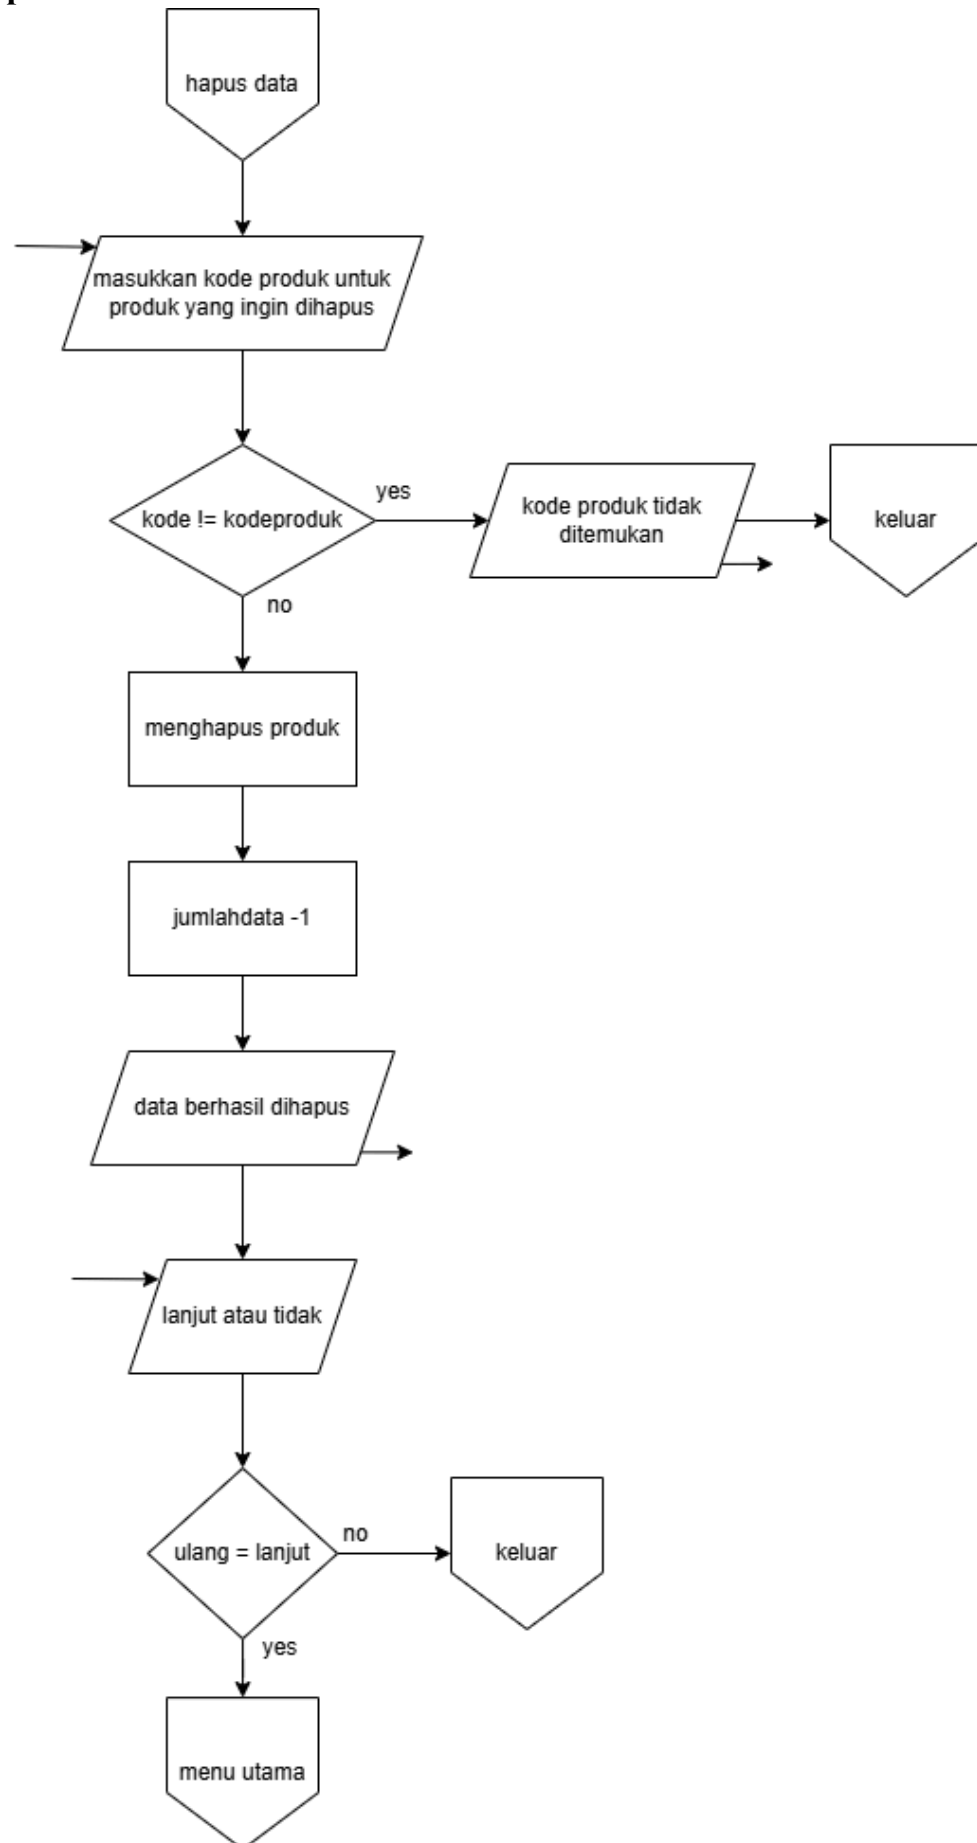 hapus data
masukkan kode produk untuk
produk yang ingin dihapus
kode != kodeproduk
yes
kode produk tidak
ditemukan
keluar
no
menghapus produk
jumlahdata -1
data berhasil dihapus
lanjut atau tidak
ulang = lanjut
no
keluar
yes
menu utama